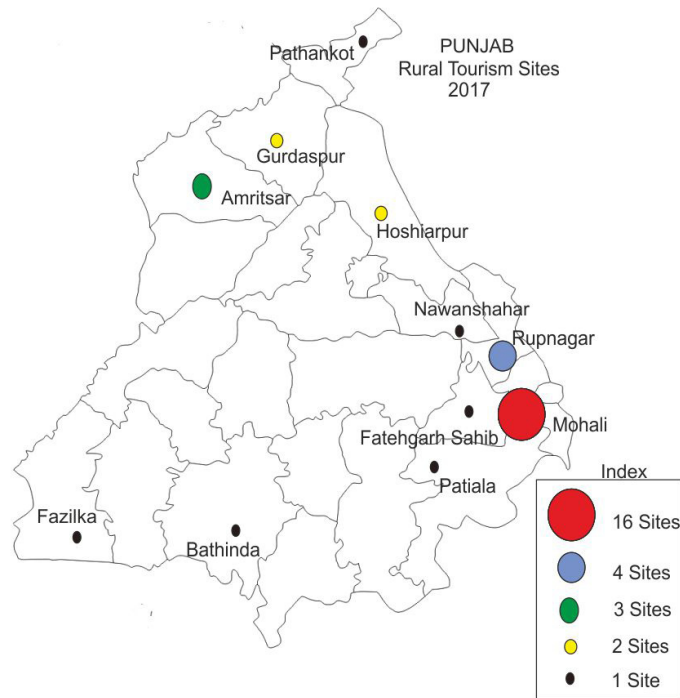 PUNJAB
Rural Tourism Sites
2017
Pathankot
Gurdaspur
Amritsar
Hoshiarpur
Nawanshahar
Rupnagar
Mohali
Fatehgarh Sahib
Patiala
Fazilka
Bathinda
Index
16 Sites
4 Sites
3 Sites
2 Sites
1 Site